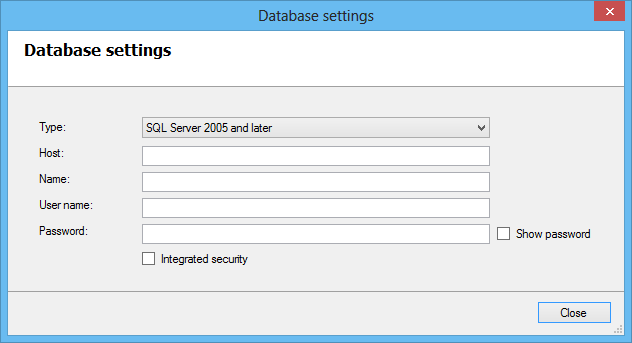 Database settings
Database settings
Type: SQL Server 2005 and later
Host:
Name:
User name:
Password: Show password
Integrated security
Close